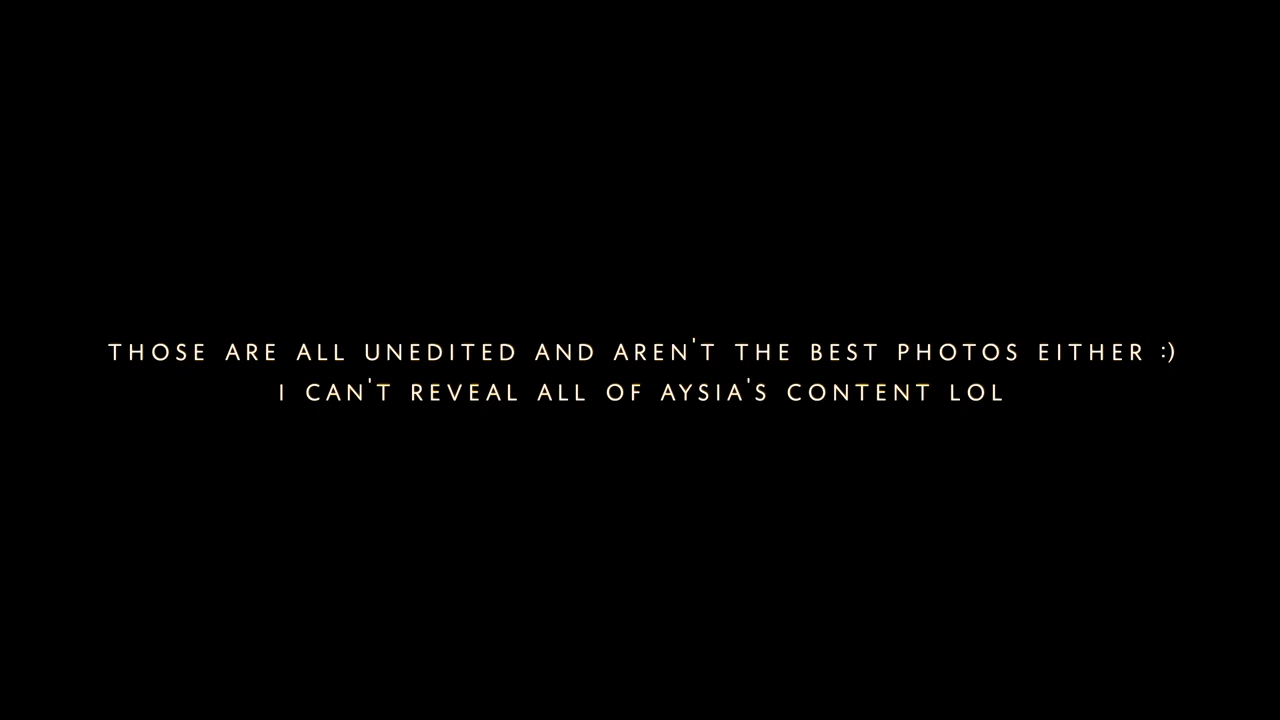 THOSE ARE ALL UNEDITED AND AREN'T THE BEST PHOTOS EITHER :)
I CAN'T REVEAL ALL OF AYSIA'S CONTENT LOL